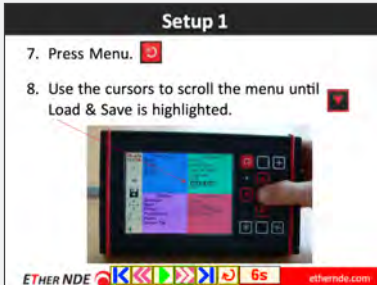 Setup 1
7. Press Menu.
8. Use the cursors to scroll the menu until
Load & Save is highlighted.
ETHER NDE
6s
ethernde.com